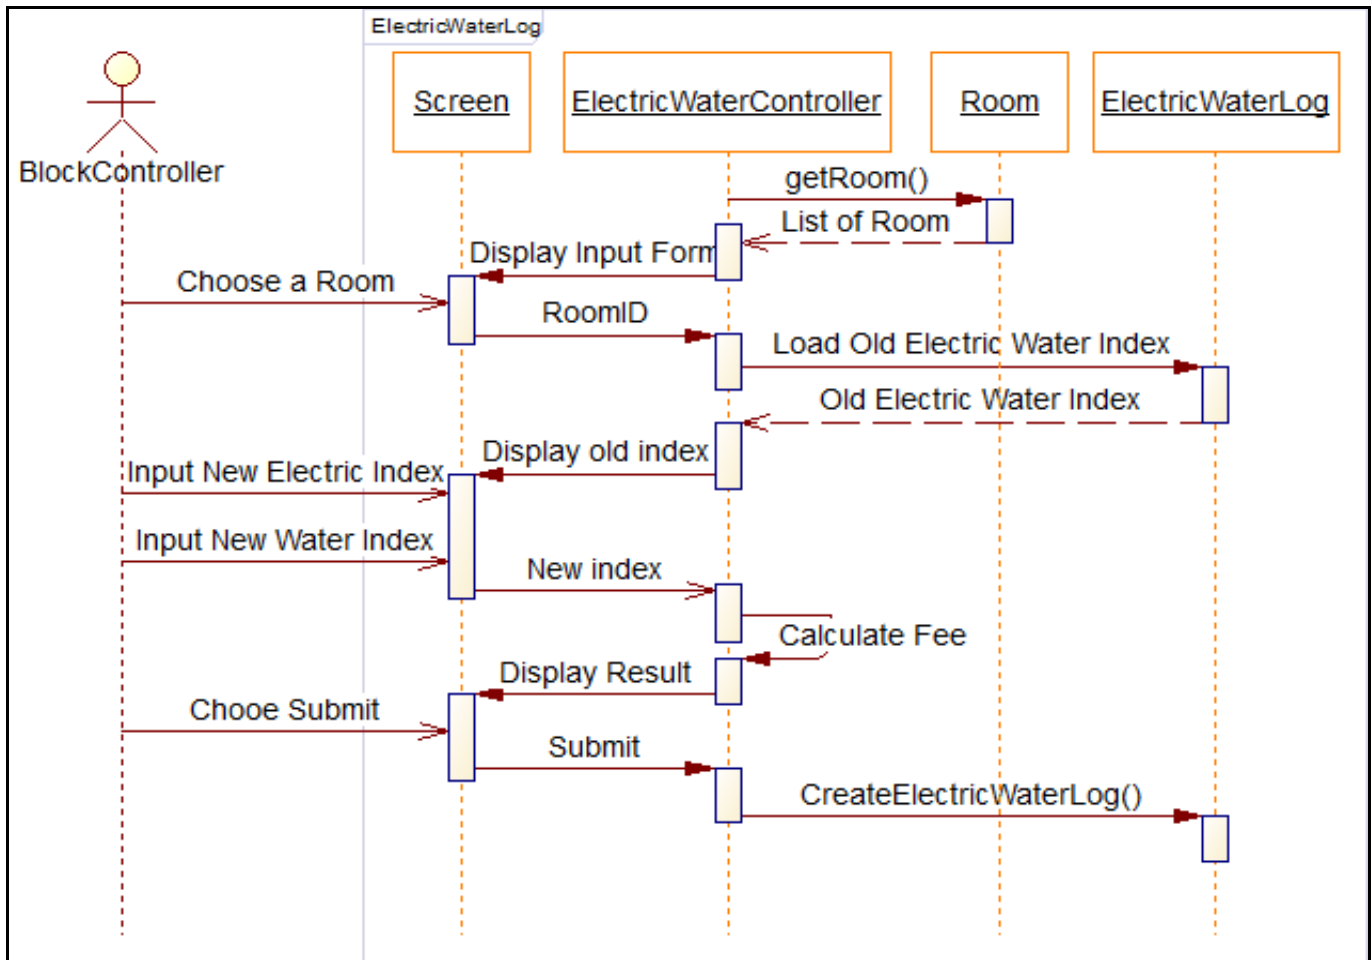 ElectricWaterLog
Screen
ElectricWaterController
Room
ElectricWaterLog
BlockController
getRoom()
List of Room
Display Input Form
Choose a Room
RoomID
Load Old Electric Water Index
Old Electric Water Index
Display old index
Input New Electric Index
Input New Water Index
New index
Calculate Fee
Display Result
Chooe Submit
Submit
CreateElectricWaterLog()